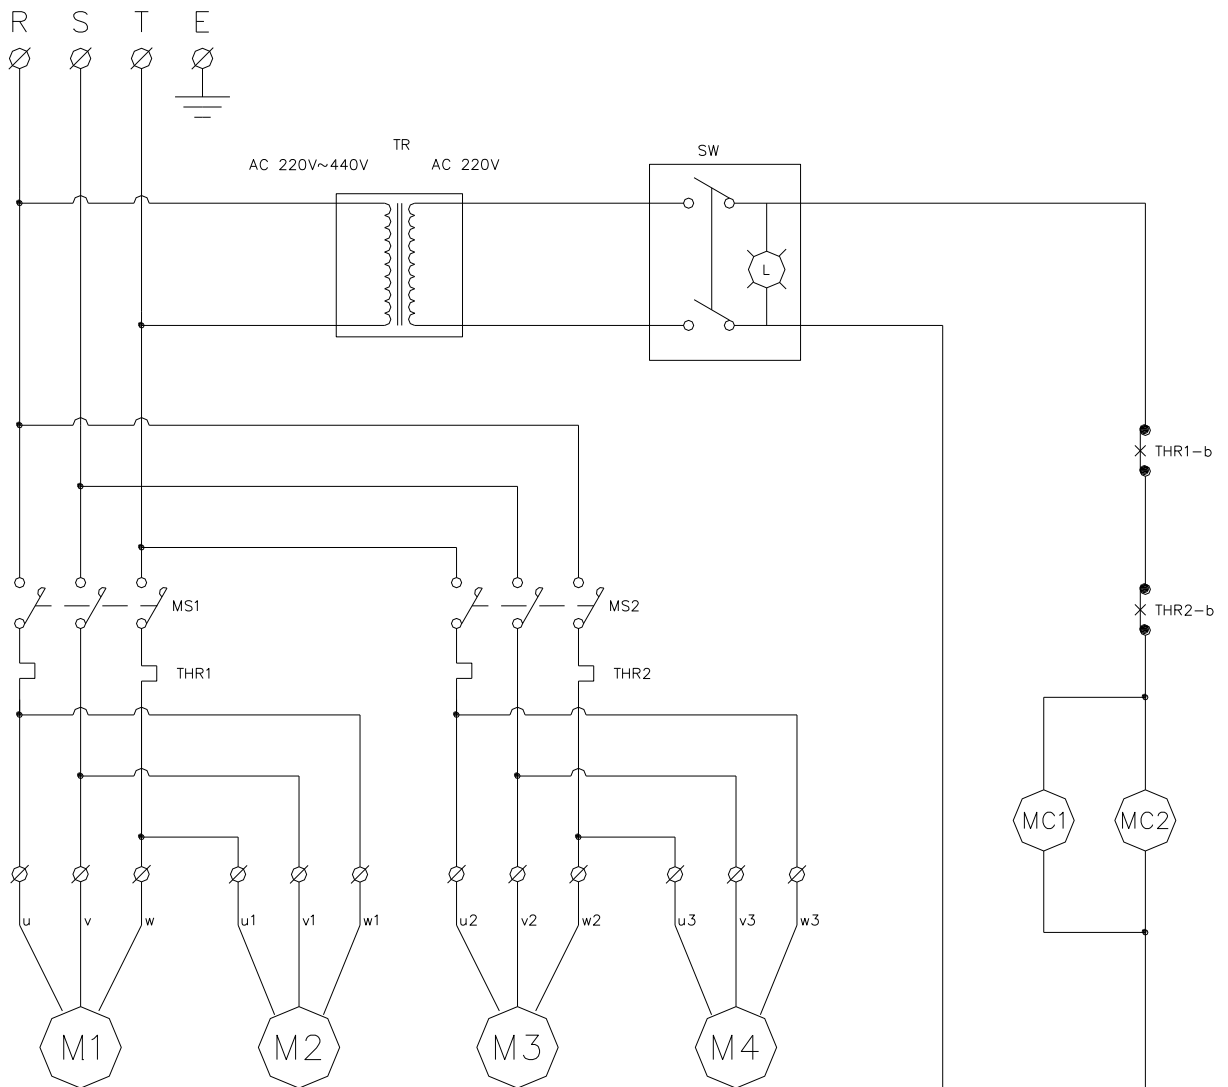 R S T E
TR
SW
AC 220V~440V AC 220V
L
THR1-b
MS1 MS2 THR2-b
THR1 THR2
MC1 MC2
u v w u1 v1 w1 u2 v2 w2 u3 v3 w3
M1 M2 M3 M4